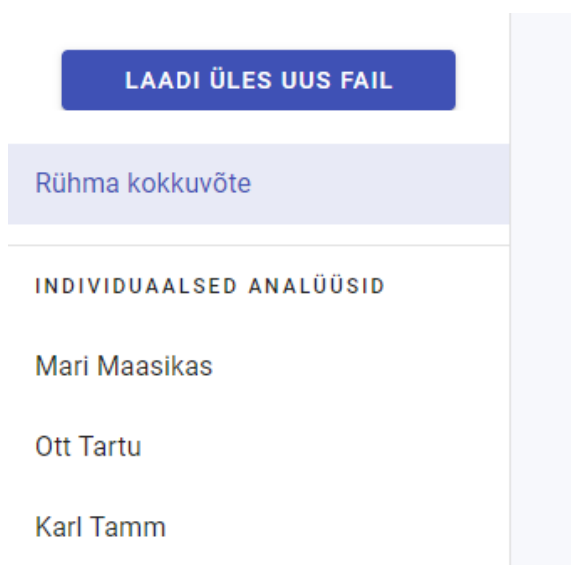 LAADI ÜLES UUS FAIL
Rühma kokkuvõte
INDIVIDUAALSED ANALÜÜSID
Mari Maasikas
Ott Tartu
Karl Tamm